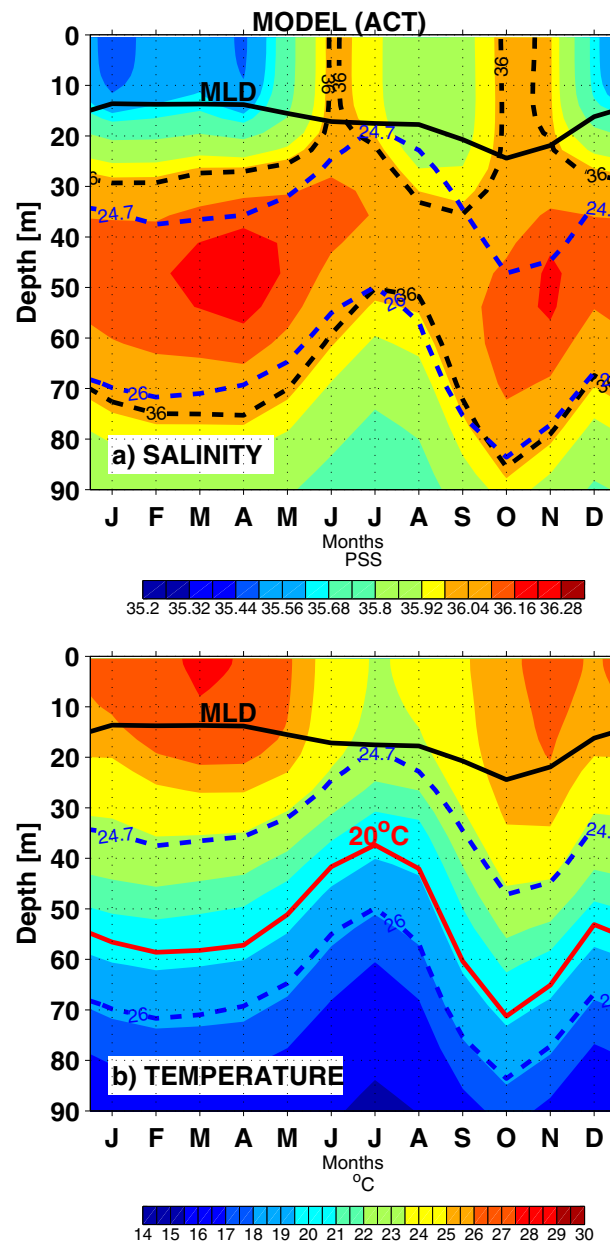 MODEL (ACT)
0
10
20
30
40
50
60
70
80
90
Depth [m]
MLD
36
36
36
36
36
24.7
24.7
24.
36
26
26
36
a) SALINITY
J F M A M J J A S O N D
Months
PSS
35.2 35.32 35.44 35.56 35.68 35.8 35.92 36.04 36.16 36.28
0
10
20
30
40
50
60
70
80
90
Depth [m]
MLD
24.7
24.7
24.
20°C
26
26
b) TEMPERATURE
J F M A M J J A S O N D
Months
°C
14 15 16 17 18 19 20 21 22 23 24 25 26 27 28 29 30